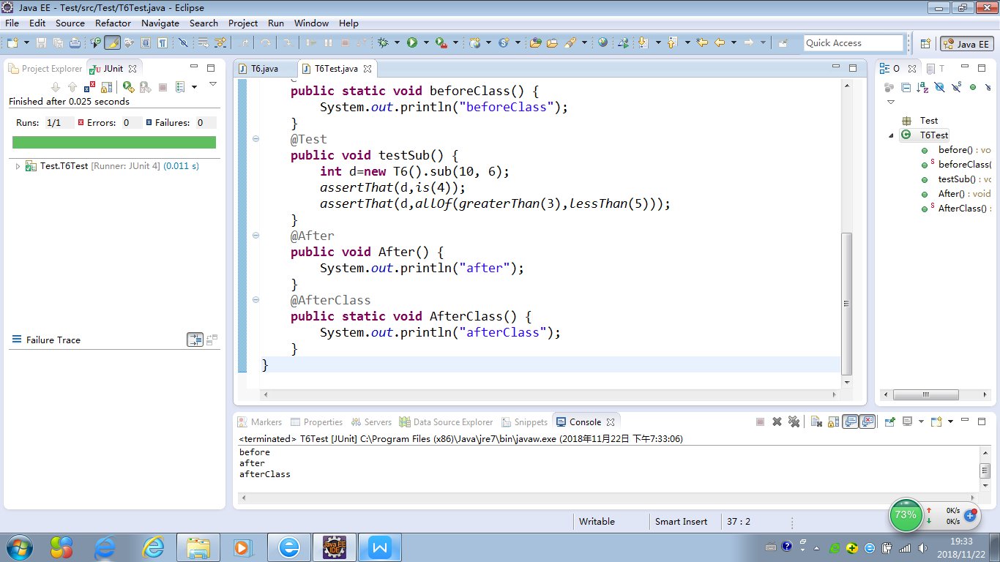 Java EE - Test/src/Test/T6Test.java - Eclipse
File Edit Source Refactor Navigate Search Project Run Window Help
Quick Access
Java EE
Project Explorer
JUnit
Finished after 0.025 seconds
Runs: 1/1 Errors: 0 Failures: 0
Test.T6Test [Runner: JUnit 4] (0.011 s)
Failure Trace
T6.java
T6Test.java
public static void beforeClass() {
System.out.println("beforeClass");
}
@Test
public void testSub() {
int d=new T6().sub(10, 6);
assertThat(d,is(4));
assertThat(d,allOf(greaterThan(3),lessThan(5)));
}
@After
public void After() {
System.out.println("after");
}
@AfterClass
public static void AfterClass() {
System.out.println("afterClass");
}
}
O
T
Test
T6Test
before() : vo
beforeClass(
testSub() : vo
After() : void
AfterClass() :
Markers Properties Servers Data Source Explorer Snippets Console
<terminated> T6Test [JUnit] C:\Program Files (x86)\Java\jre7\bin\javaw.exe (2018年11月22日 下午7:33:06)
before
after
afterClass
73%
0K/s
0K/s
Writable
Smart Insert
37 : 2
Java EE
IDE
W
19:33
2018/11/22